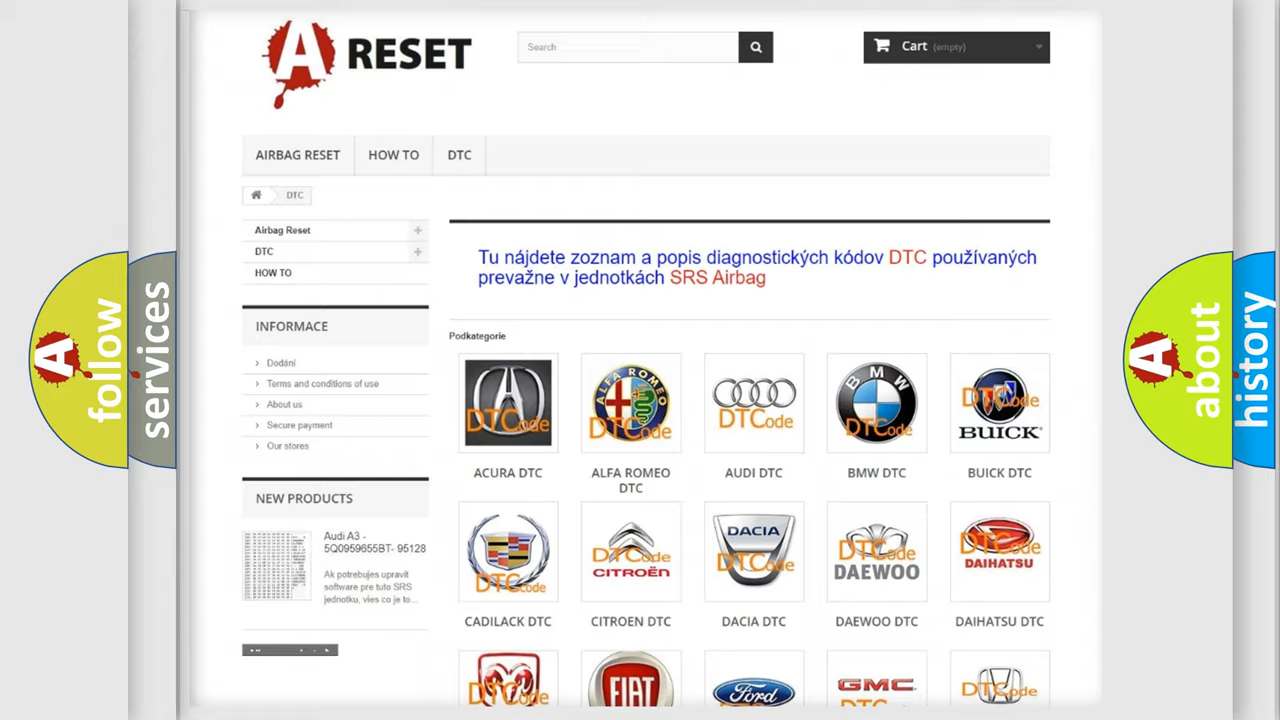 A RESET
Search
Cart (empty)
AIRBAG RESET
HOW TO
DTC
DTC
Airbag Reset
DTC
HOW TO
INFORMACE
Dodání
Terms and conditions of use
About us
Secure payment
Our stores
NEW PRODUCTS
Audi A3 -
5Q0959655BT- 95128
Ak potrebujes upravit
software pre tuto SRS
jednotku, vies co je to...
Tu nájdete zoznam a popis diagnostických kódov DTC používaných
prevažne v jednotkách SRS Airbag
Podkategorie
DTCode
ALFA ROMEO
DTCode
DTCode
BMW
DTCode
DTCode
BUICK
ACURA DTC
ALFA ROMEO
DTC
AUDI DTC
BMW DTC
BUICK DTC
DTCode
DTCode
CITROËN
DACIA
DTCode
DTCode
DAEWOO
DTCode
DAIHATSU
CADILACK DTC
CITROEN DTC
DACIA DTC
DAEWOO DTC
DAIHATSU DTC
DTCode
FIAT
Ford
GMC
DTCode
A follow
services
A about
history